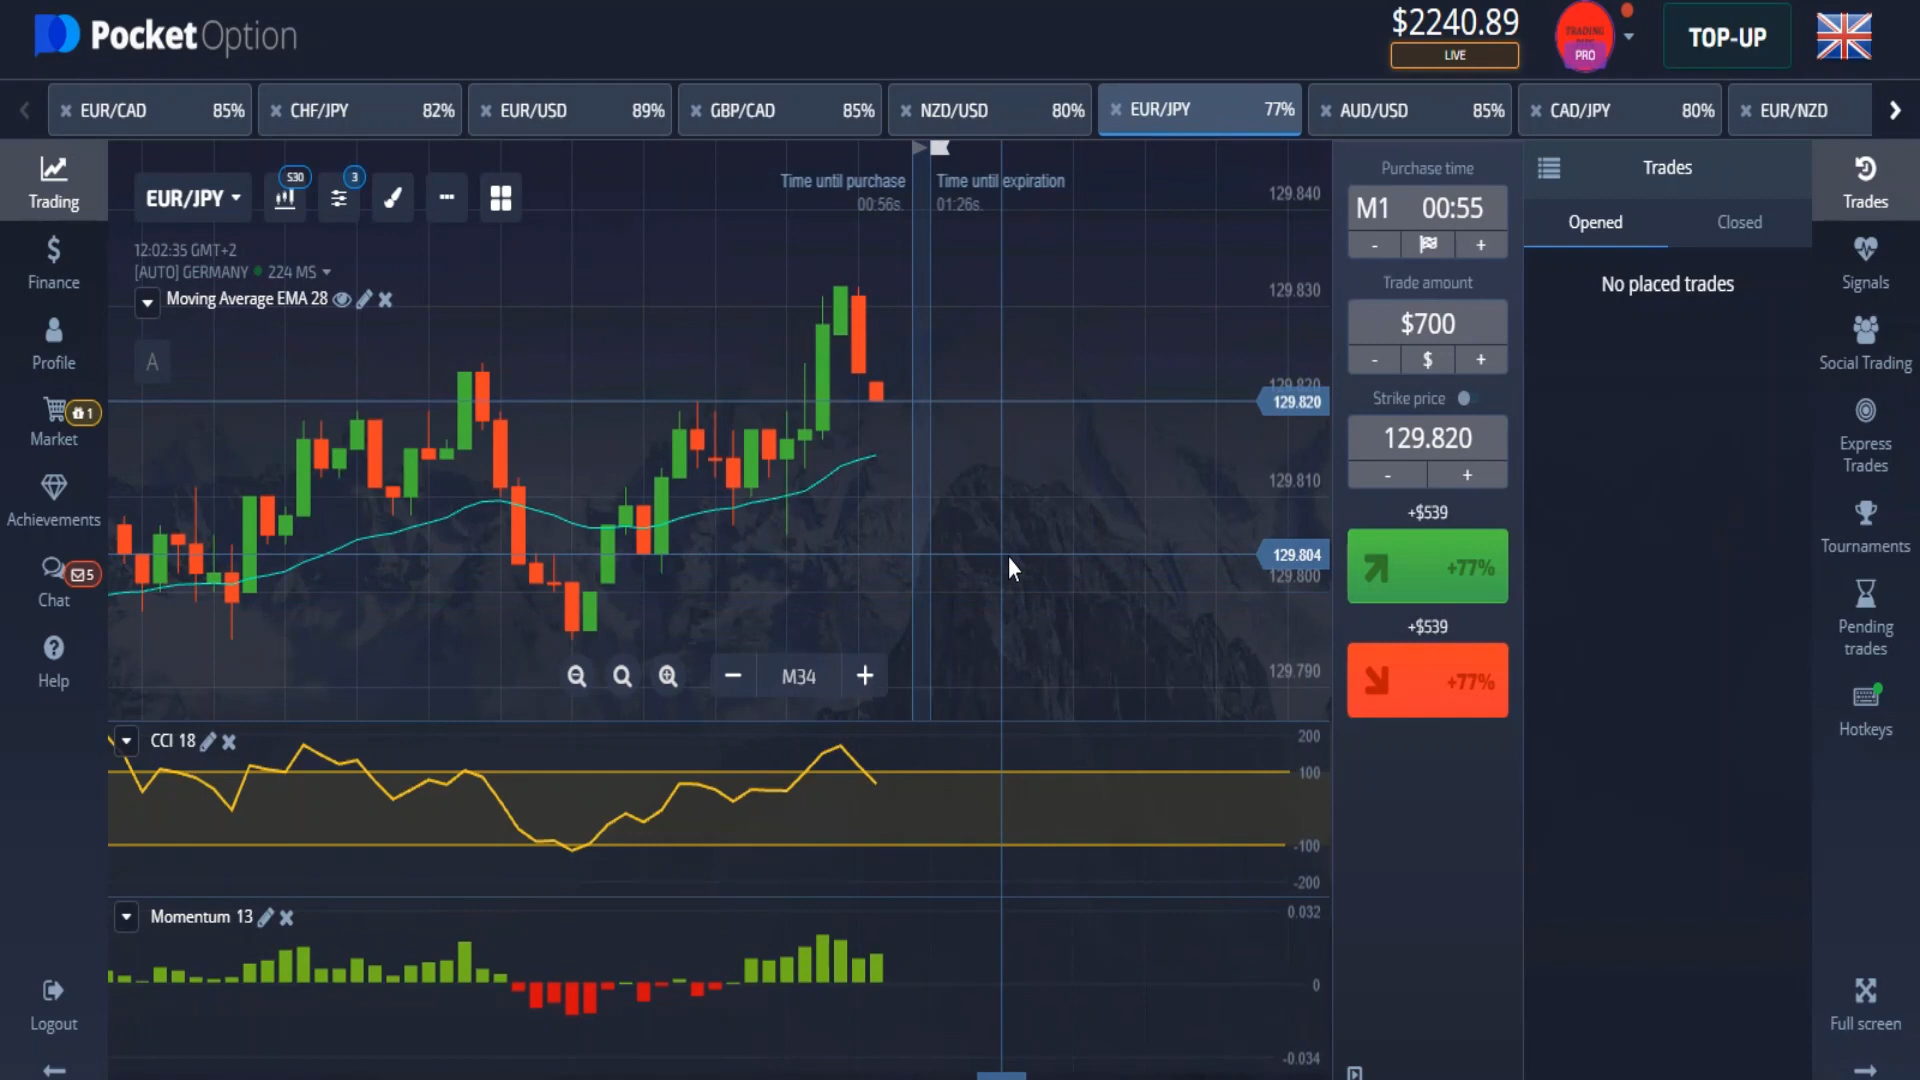 Pocket Option
$2240.89
LIVE
TRADING
PRO
TOP-UP
EUR/CAD 85%
CHF/JPY 82%
EUR/USD 89%
GBP/CAD 85%
NZD/USD 80%
EUR/JPY 77%
AUD/USD 85%
CAD/JPY 80%
EUR/NZD
Trading
Finance
Profile
Market
1
Achievements
Chat
5
Help
Logout
EUR/JPY
S30
3
12:02:35 GMT+2
[AUTO] GERMANY 224 MS
Moving Average EMA 28
A
Time until purchase
00:56s.
Time until expiration
01:26s.
129.840
129.830
129.820
129.820
129.810
129.804
129.800
129.790
M34
CCI 18
200
100
-100
-200
Momentum 13
0.032
0
-0.034
Purchase time
M1 00:55
- +
Trade amount
$700
- $ +
Strike price
129.820
- +
+$539
+77%
+$539
+77%
Trades
Opened Closed
No placed trades
Trades
Signals
Social Trading
Express
Trades
Tournaments
Pending
trades
Hotkeys
Full screen